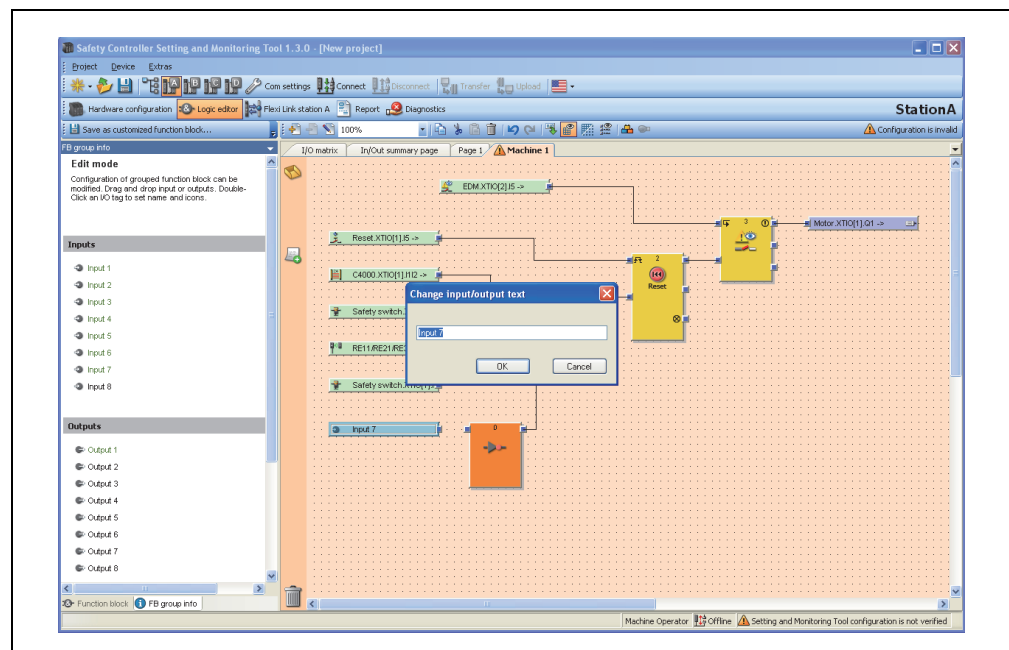 Safety Controller Setting and Monitoring Tool 1.3.0 - [New project]
Project Device Extras
Com settings Connect Disconnect Transfer Upload
Hardware configuration Logic editor Flexi Link station A Report Diagnostics StationA
Save as customized function block... 100% Configuration is invalid
FB group info
I/O matrix In/Out summary page Page 1 Machine 1
Edit mode
Configuration of grouped function block can be
modified. Drag and drop input or outputs. Double-
Click an I/O tag to set name and icons.
Inputs
Input 1
Input 2
Input 3
Input 4
Input 5
Input 6
Input 7
Input 8
Outputs
Output 1
Output 2
Output 3
Output 4
Output 5
Output 6
Output 7
Output 8
Function block FB group info
EDM.XTIO[2].I5 ->
3
Motor.XTIO[1].Q1 ->
Reset.XTIO[1].I5 ->
2
Reset
C4000.XTIO[1].I1I2 ->
Safety switch.
RE11/RE21/RE
Safety switch.XTIO[1].
Input 7
0
Change input/output text
Input 7
OK Cancel
Machine Operator Offline Setting and Monitoring Tool configuration is not verified